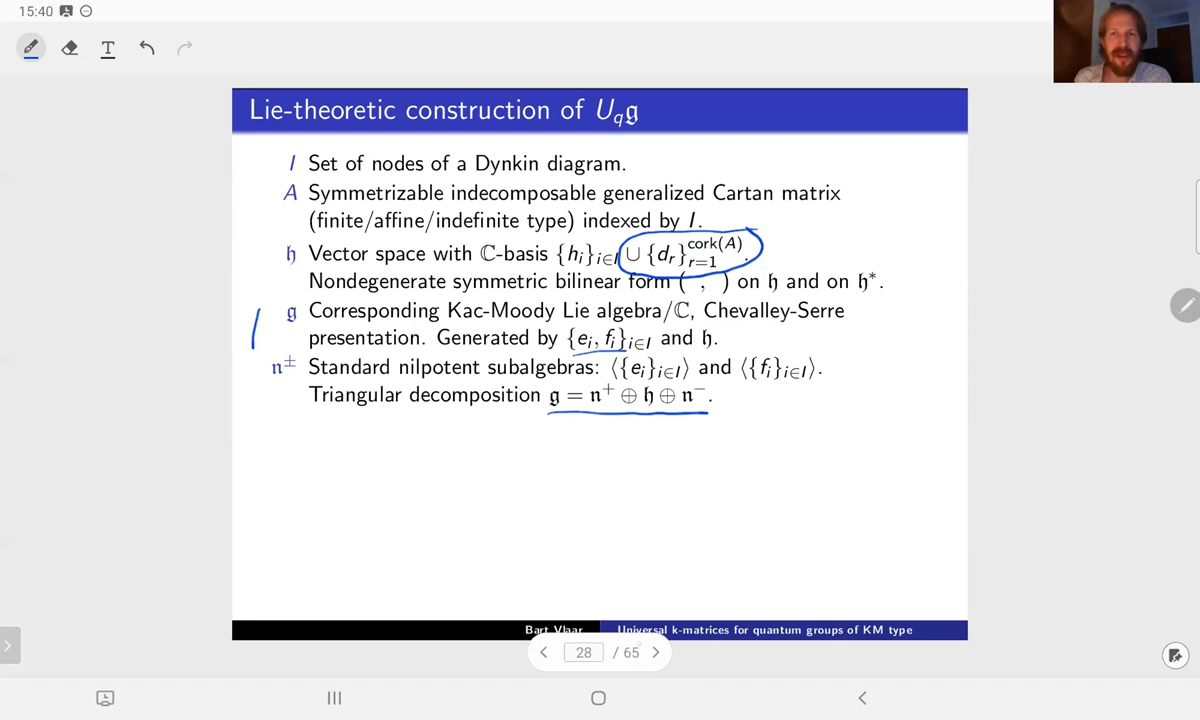 15:40
Lie-theoretic construction of U_q𝔤
I Set of nodes of a Dynkin diagram.
A Symmetrizable indecomposable generalized Cartan matrix
(finite/affine/indefinite type) indexed by I.
𝔥 Vector space with ℂ-basis {h_i}_{i∈I} ∪ {d_r}_{r=1}^{cork(A)}.
Nondegenerate symmetric bilinear form ( , ) on 𝔥 and on 𝔥*.
𝔤 Corresponding Kac-Moody Lie algebra/ℂ, Chevalley-Serre
presentation. Generated by {e_i, f_i}_{i∈I} and 𝔥.
𝔫^± Standard nilpotent subalgebras: ⟨{e_i}_{i∈I}⟩ and ⟨{f_i}_{i∈I}⟩.
Triangular decomposition 𝔤 = 𝔫^+ ⊕ 𝔥 ⊕ 𝔫^−.
Bart Vlaar Universal k-matrices for quantum groups of KM type
28 / 65